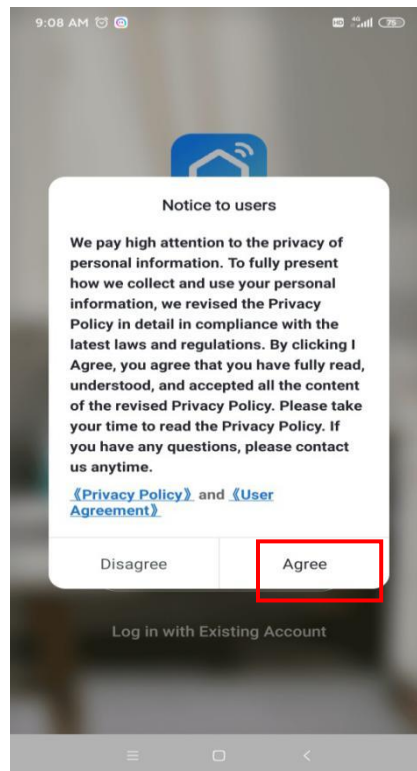 9:08 AM
HD 4G 75
Notice to users
We pay high attention to the privacy of
personal information. To fully present
how we collect and use your personal
information, we revised the Privacy
Policy in detail in compliance with the
latest laws and regulations. By clicking I
Agree, you agree that you have fully read,
understood, and accepted all the content
of the revised Privacy Policy. Please take
your time to read the Privacy Policy. If
you have any questions, please contact
us anytime.
《Privacy Policy》 and 《User
Agreement》
Disagree Agree
Log in with Existing Account